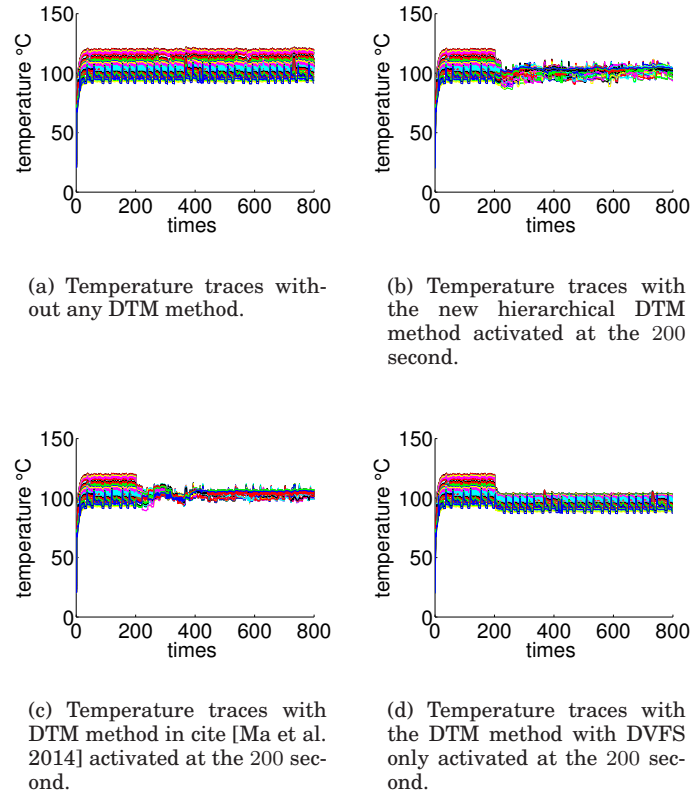 150
100
50
0
temperature °C
0 200 400 600 800
times
(a) Temperature traces with-
out any DTM method.
150
100
50
0
temperature °C
0 200 400 600 800
times
(b) Temperature traces with
the new hierarchical DTM
method activated at the 200
second.
150
100
50
0
temperature °C
0 200 400 600 800
times
(c) Temperature traces with
DTM method in cite [Ma et al.
2014] activated at the 200 sec-
ond.
150
100
50
0
temperature °C
0 200 400 600 800
times
(d) Temperature traces with
the DTM method with DVFS
only activated at the 200 sec-
ond.